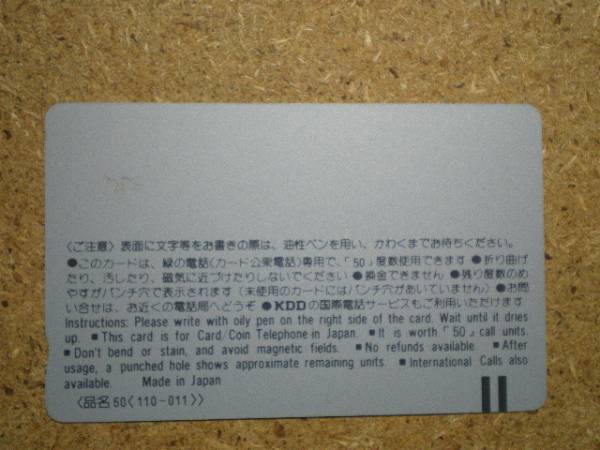 〈ご注意〉表面に文字等をお書きの際は、油性ペンを用い、かわくまでお待ちください。
●このカードは、緑の電話(カード公衆電話)専用で、「50」度数使用できます ●折り曲げ
たり、汚したり、磁気に近づけたりしないでください ●換金できません ●残り度数のめ
やすがパンチ穴で表示されます(未使用のカードにはパンチ穴があいていません)●お問
い合せは、お近くの電話局へどうぞ ●KDDの国際電話サービスもご利用いただけます
Instructions: Please write with oily pen on the right side of the card. Wait until it dries
up. ■This card is for Card/Coin Telephone in Japan. ■It is worth「50」call units.
■Don't bend or stain, and avoid magnetic fields. ■No refunds available ■After
usage, a punched hole shows approximate remaining units. ■International Calls also
available. Made in Japan
〈品名 50〈110-011〉〉